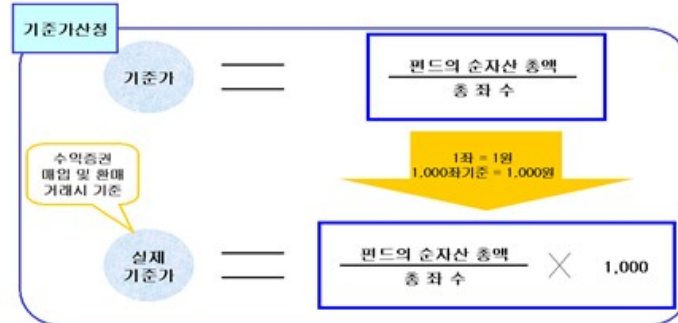 기준가산정
기준가
펀드의 순자산 총액
총 좌 수
1좌 = 1원
1,000좌기준 = 1,000원
수익증권
매입 및 환매
거래시 기준
실제
기준가
펀드의 순자산 총액
총 좌 수
1,000